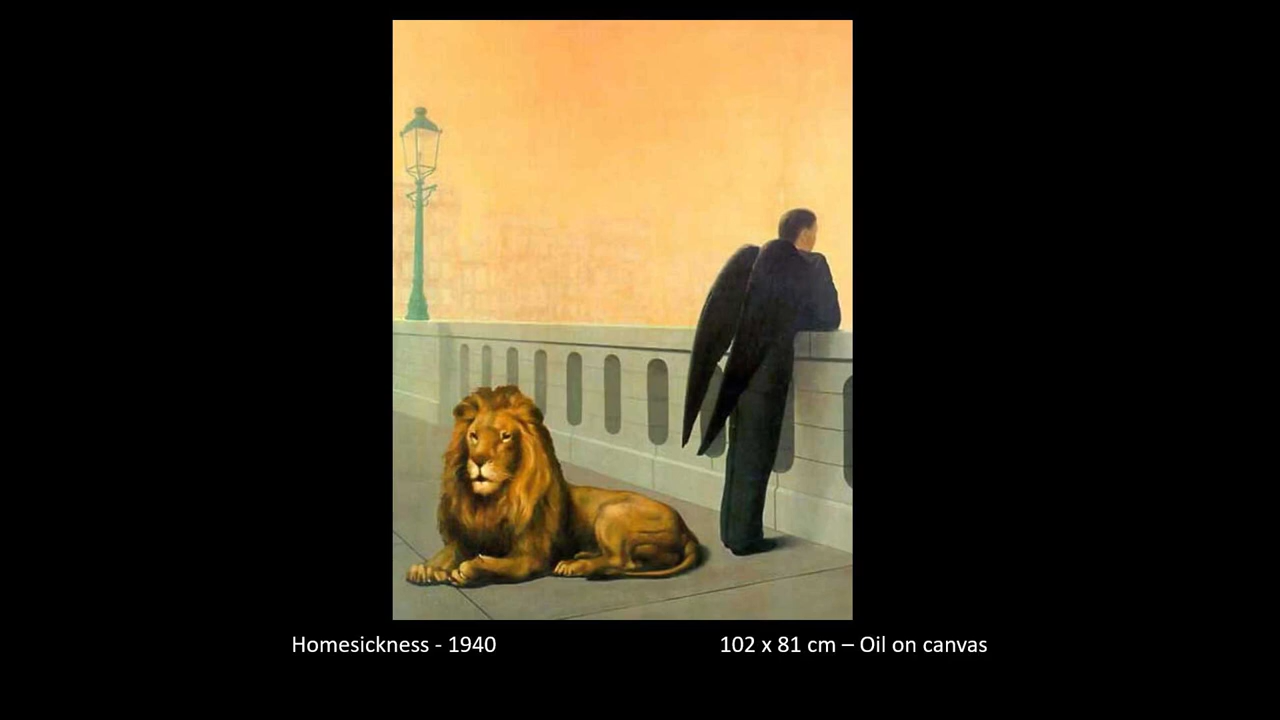 Homesickness - 1940
102 x 81 cm – Oil on canvas